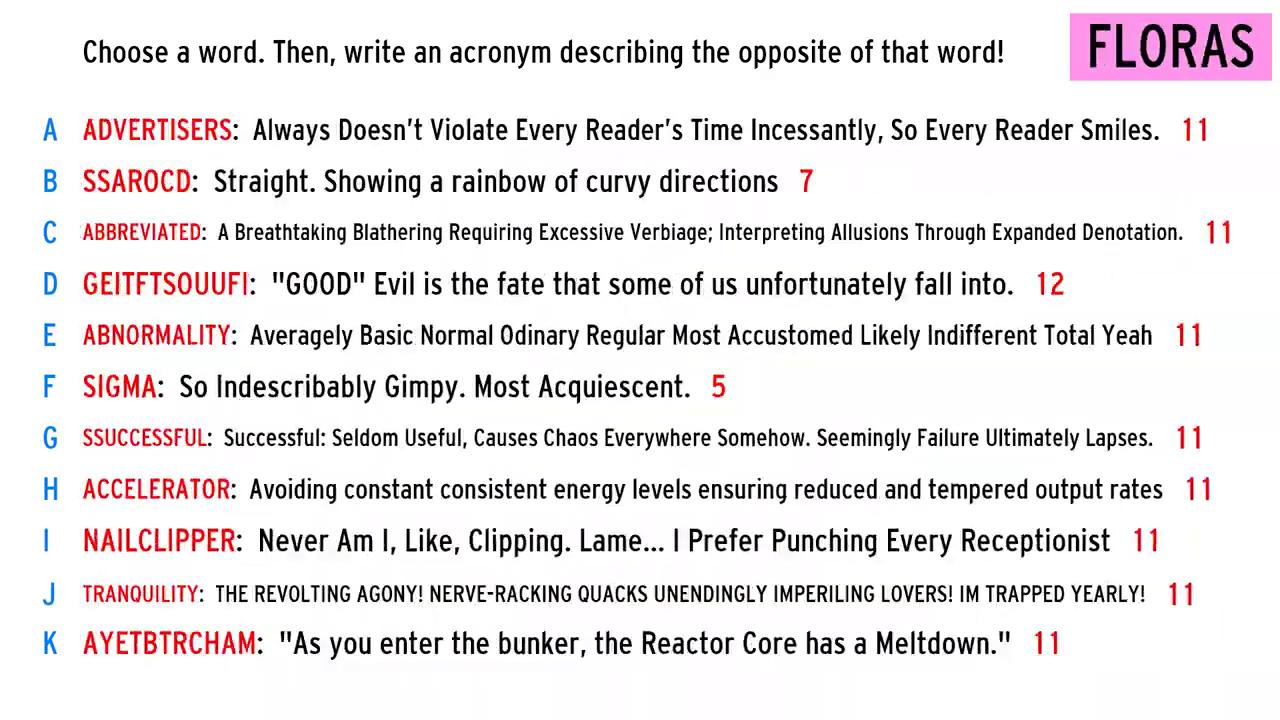 Choose a word. Then, write an acronym describing the opposite of that word!
FLORAS
A ADVERTISERS: Always Doesn't Violate Every Reader's Time Incessantly, So Every Reader Smiles. 11
B SSAROCD: Straight. Showing a rainbow of curvy directions 7
C ABBREVIATED: A Breathtaking Blathering Requiring Excessive Verbiage; Interpreting Allusions Through Expanded Denotation. 11
D GEITFTSOUUFI: "GOOD" Evil is the fate that some of us unfortunately fall into. 12
E ABNORMALITY: Averagely Basic Normal Odinary Regular Most Accustomed Likely Indifferent Total Yeah 11
F SIGMA: So Indescribably Gimpy. Most Acquiescent. 5
G SSUCCESSFUL: Successful: Seldom Useful, Causes Chaos Everywhere Somehow. Seemingly Failure Ultimately Lapses. 11
H ACCELERATOR: Avoiding constant consistent energy levels ensuring reduced and tempered output rates 11
I NAILCLIPPER: Never Am I, Like, Clipping. Lame... I Prefer Punching Every Receptionist 11
J TRANQUILITY: THE REVOLTING AGONY! NERVE-RACKING QUACKS UNENDINGLY IMPERILING LOVERS! IM TRAPPED YEARLY! 11
K AYETBTRCHAM: "As you enter the bunker, the Reactor Core has a Meltdown." 11